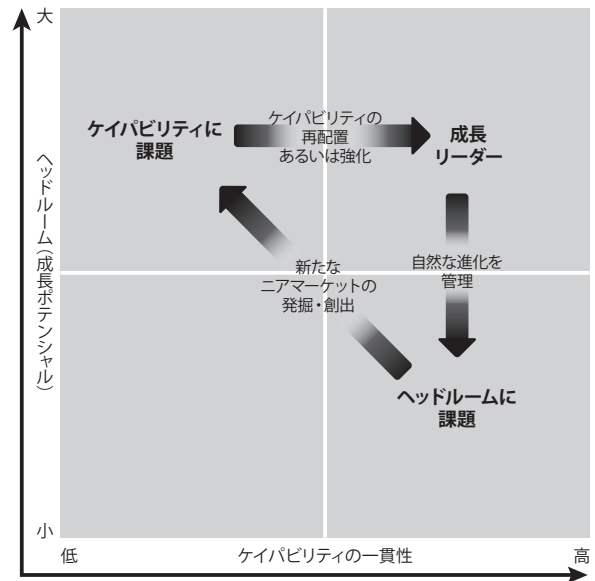 大
ケイパビリティに
課題
ケイパビリティの
再配置
あるいは強化
成長
リーダー
ヘッドルーム(成長ポテンシャル)
新たな
ニアマーケットの
発掘・創出
自然な進化を
管理
ヘッドルームに
課題
小
低
ケイパビリティの一貫性
高